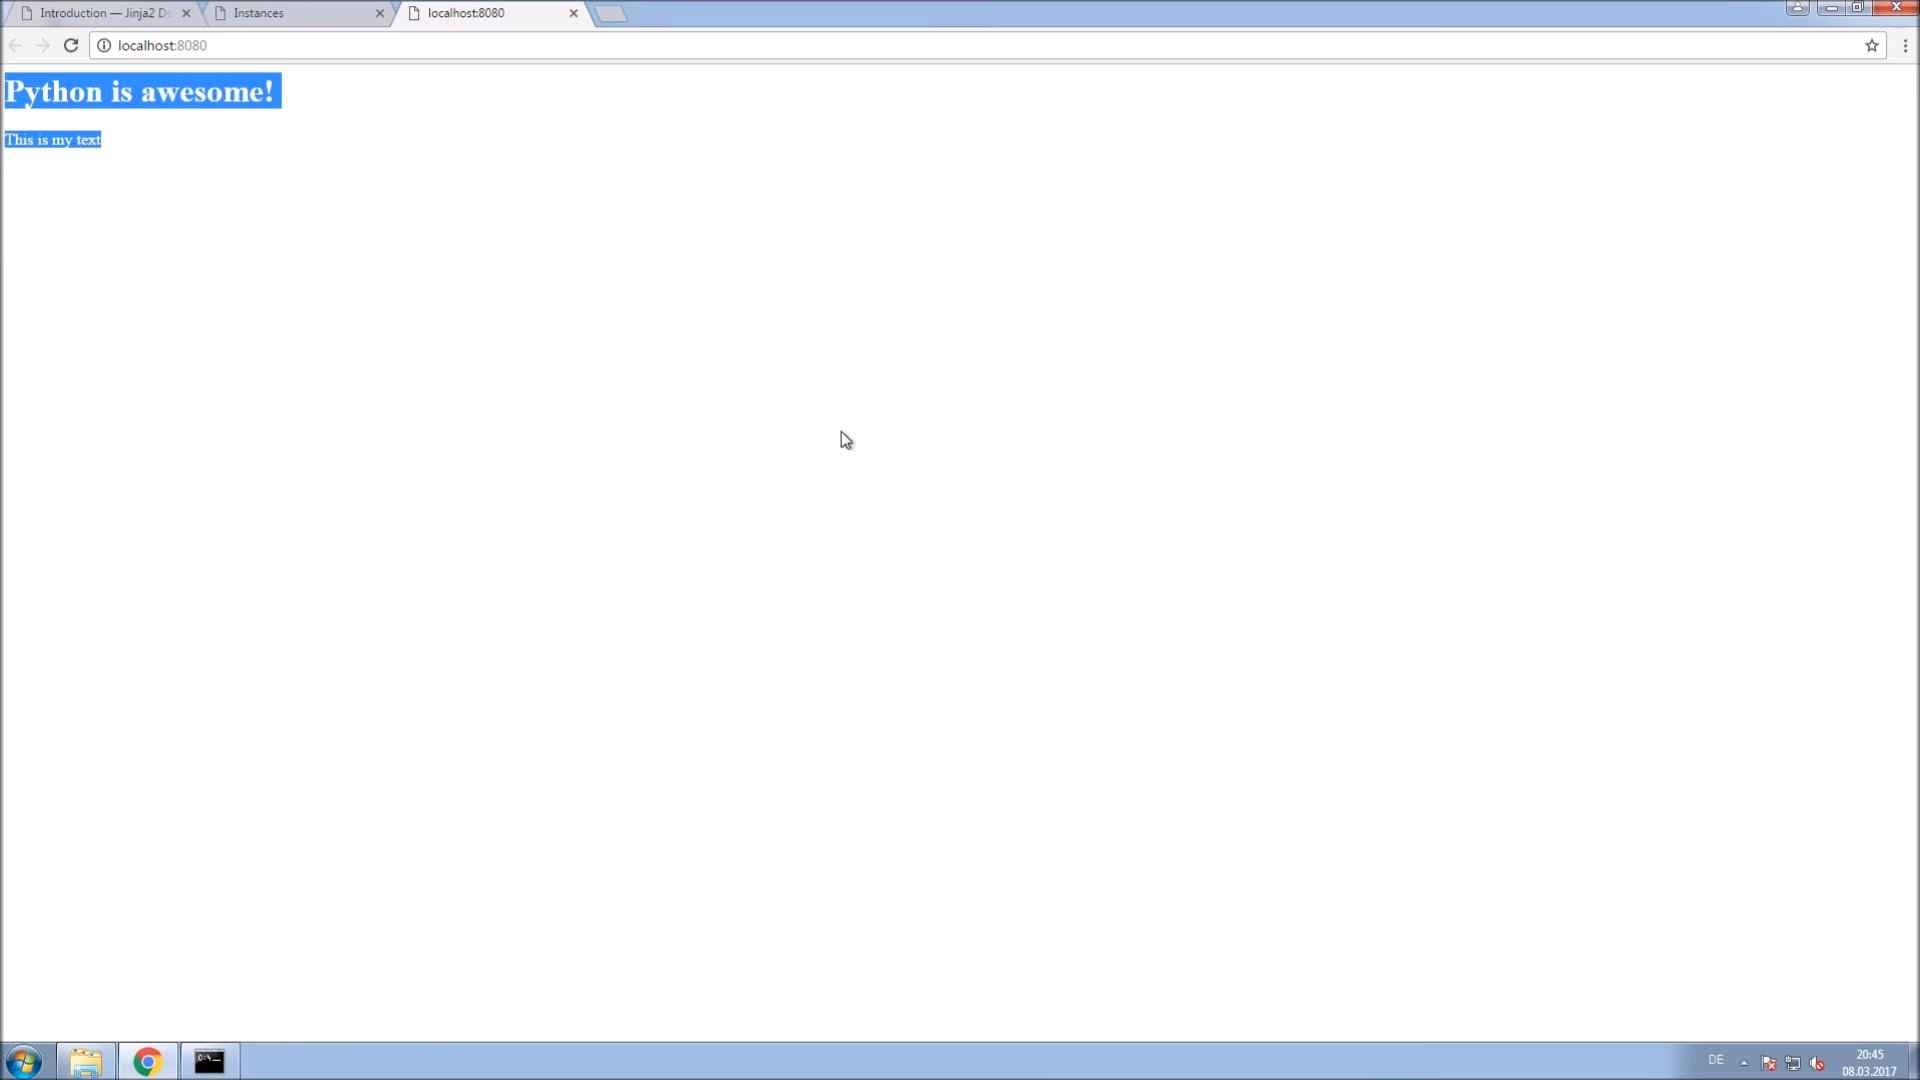 Introduction — Jinja2 Do
Instances
localhost:8080
localhost:8080
Python is awesome!
This is my text
C:\.
DE
20:45
08.03.2017